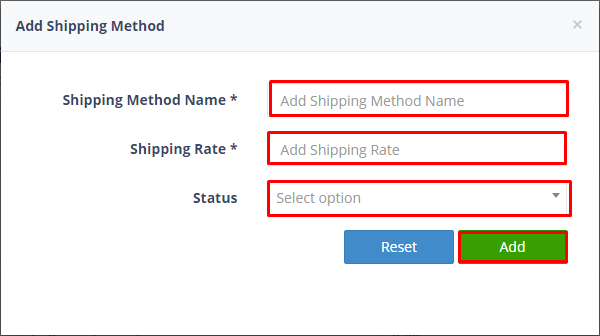 Add Shipping Method ×
Shipping Method Name * Add Shipping Method Name
Shipping Rate * Add Shipping Rate
Status Select option
Reset Add